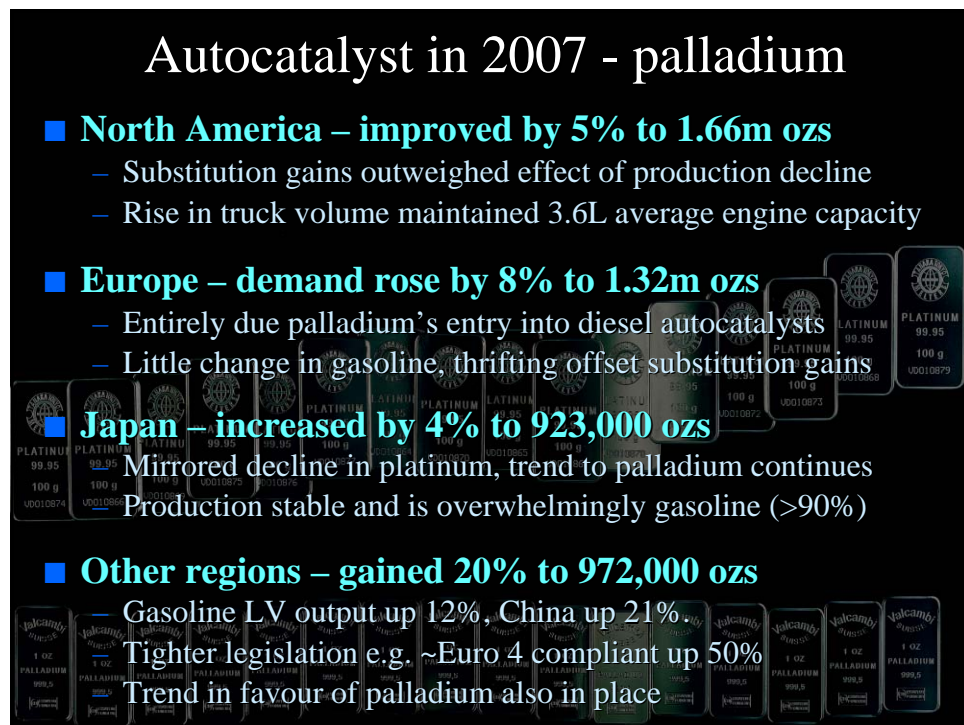 Autocatalyst in 2007 - palladium
North America – improved by 5% to 1.66m ozs
– Substitution gains outweighed effect of production decline
– Rise in truck volume maintained 3.6L average engine capacity
Europe – demand rose by 8% to 1.32m ozs
– Entirely due palladium's entry into diesel autocatalysts
– Little change in gasoline, thrifting offset substitution gains
Japan – increased by 4% to 923,000 ozs
– Mirrored decline in platinum, trend to palladium continues
– Production stable and is overwhelmingly gasoline (>90%)
Other regions – gained 20% to 972,000 ozs
– Gasoline LV output up 12%, China up 21%.
– Tighter legislation e.g. ~Euro 4 compliant up 50%
– Trend in favour of palladium also in place
PLATINUM
99.95
100 g
VD010879